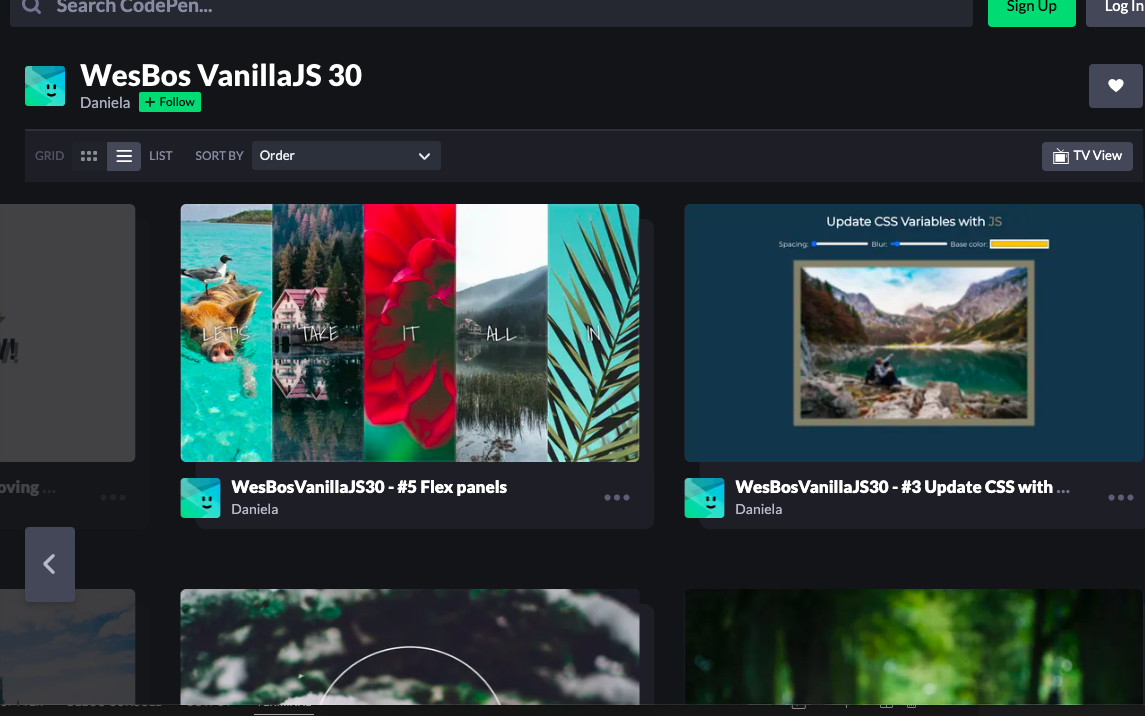 Search CodePen...
Sign Up
Log In
WesBos VanillaJS 30
Daniela
+ Follow
GRID
LIST
SORT BY
Order
TV View
LET'S TAKE IT ALL IN
Update CSS Variables with JS
Spacing: Blur: Base color:
oving ...
WesBosVanillaJS30 - #5 Flex panels
Daniela
WesBosVanillaJS30 - #3 Update CSS with ...
Daniela